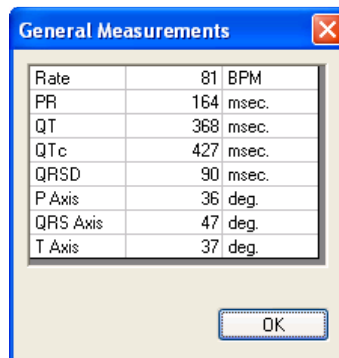 General Measurements
Rate 81 BPM
PR 164 msec.
QT 368 msec.
QTc 427 msec.
QRSD 90 msec.
P Axis 36 deg.
QRS Axis 47 deg.
T Axis 37 deg.
OK